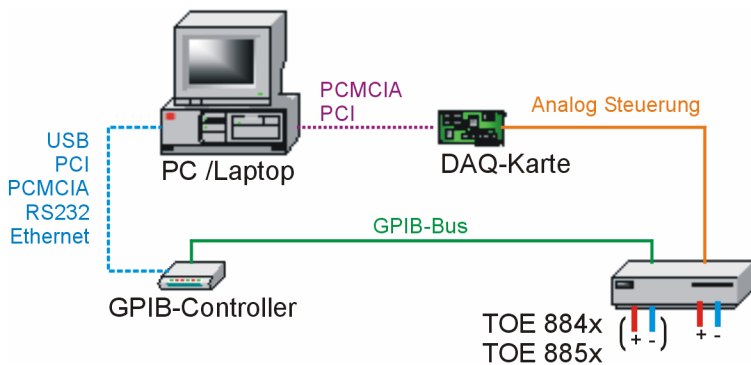 PCMCIA
PCI
Analog Steuerung
USB
PCI
PCMCIA
RS232
Ethernet
PC /Laptop
DAQ-Karte
GPIB-Bus
GPIB-Controller
TOE 884x
TOE 885x
( + - )
+ -